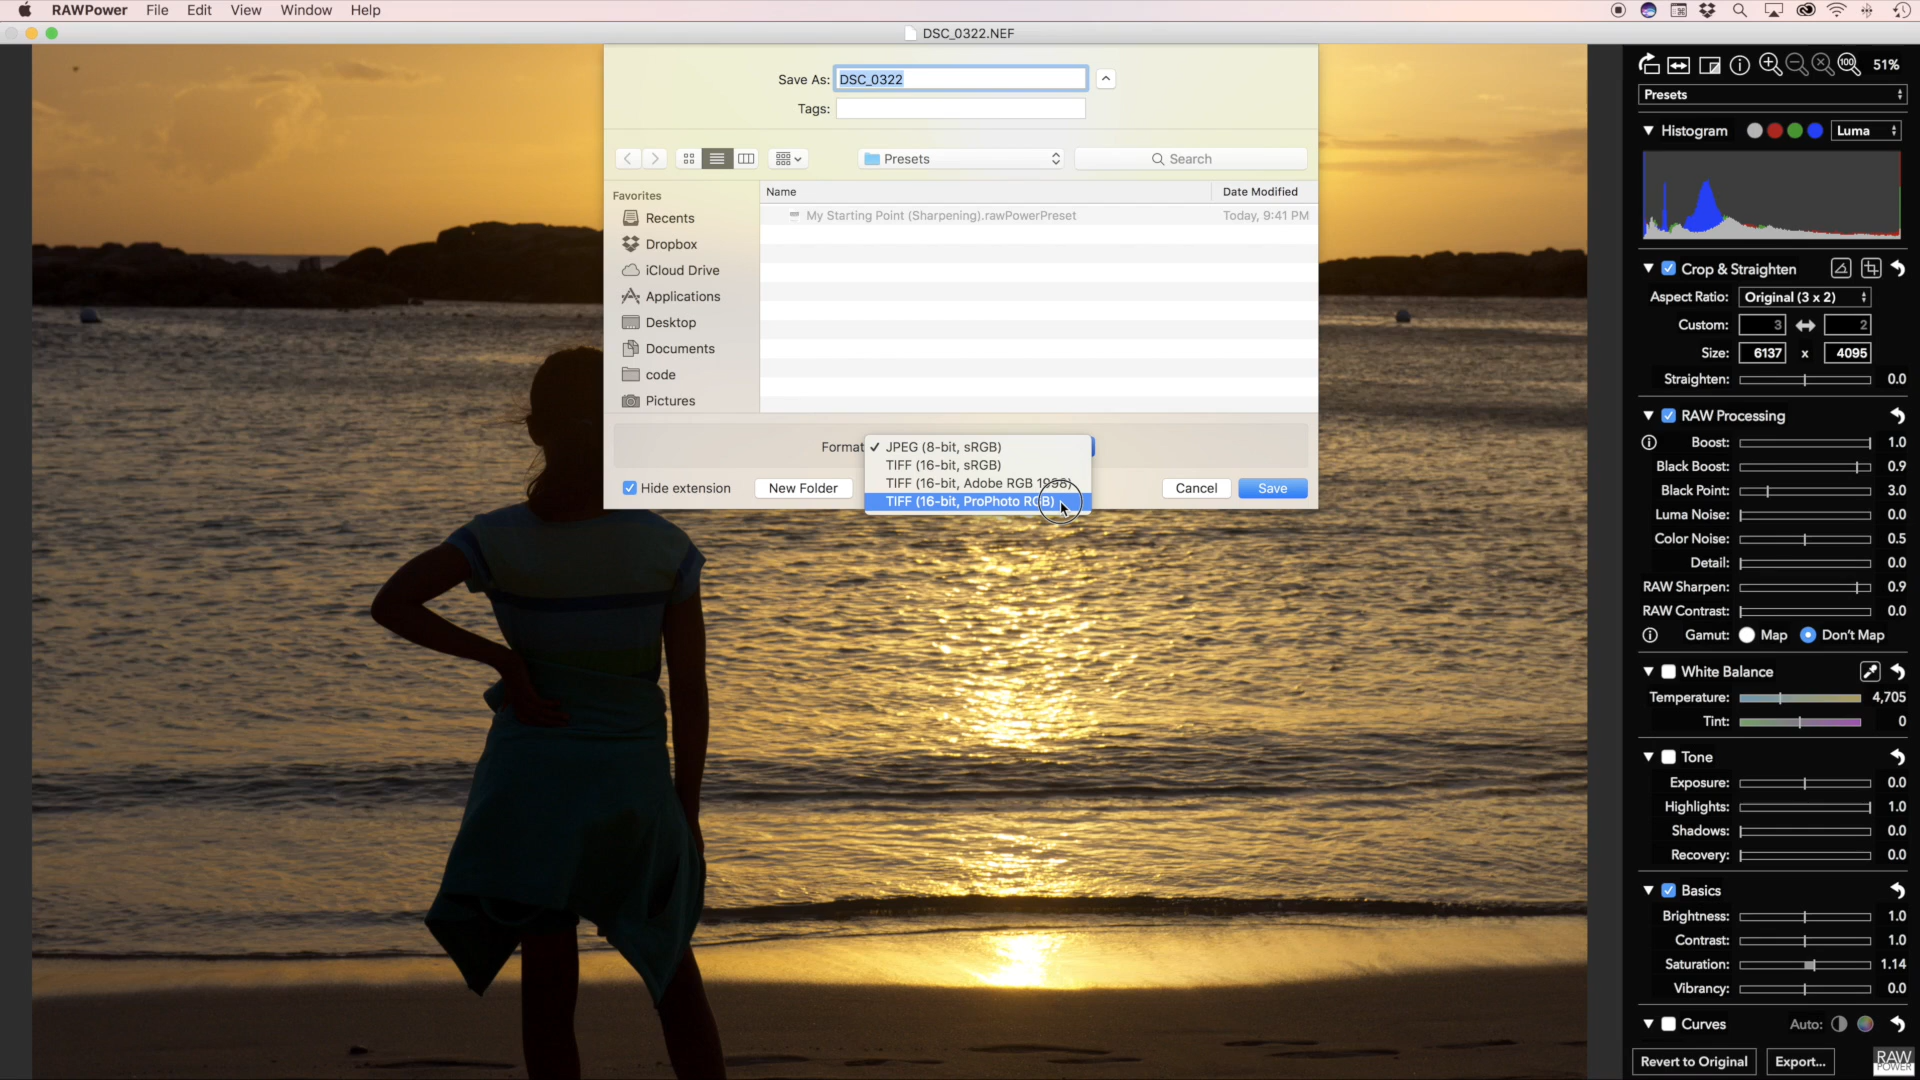 RAWPower File Edit View Window Help
DSC_0322.NEF
Save As: DSC_0322
Tags:
Presets
Search
Favorites
Recents
Dropbox
iCloud Drive
Applications
Desktop
Documents
code
Pictures
Name Date Modified
My Starting Point (Sharpening).rawPowerPreset Today, 9:41 PM
Format
✓ JPEG (8-bit, sRGB)
TIFF (16-bit, sRGB)
TIFF (16-bit, Adobe RGB 1998)
TIFF (16-bit, ProPhoto RGB)
Hide extension New Folder Cancel Save
100 51%
Presets
Histogram Luma
Crop & Straighten
Aspect Ratio: Original (3 x 2)
Custom: 3 2
Size: 6137 x 4095
Straighten: 0.0
RAW Processing
Boost: 1.0
Black Boost: 0.9
Black Point: 3.0
Luma Noise: 0.0
Color Noise: 0.5
Detail: 0.0
RAW Sharpen: 0.9
RAW Contrast: 0.0
Gamut: Map Don't Map
White Balance
Temperature: 4,705
Tint: 0
Tone
Exposure: 0.0
Highlights: 1.0
Shadows: 0.0
Recovery: 0.0
Basics
Brightness: 1.0
Contrast: 1.0
Saturation: 1.14
Vibrancy: 0.0
Curves Auto:
Revert to Original Export...
RAW
POWER